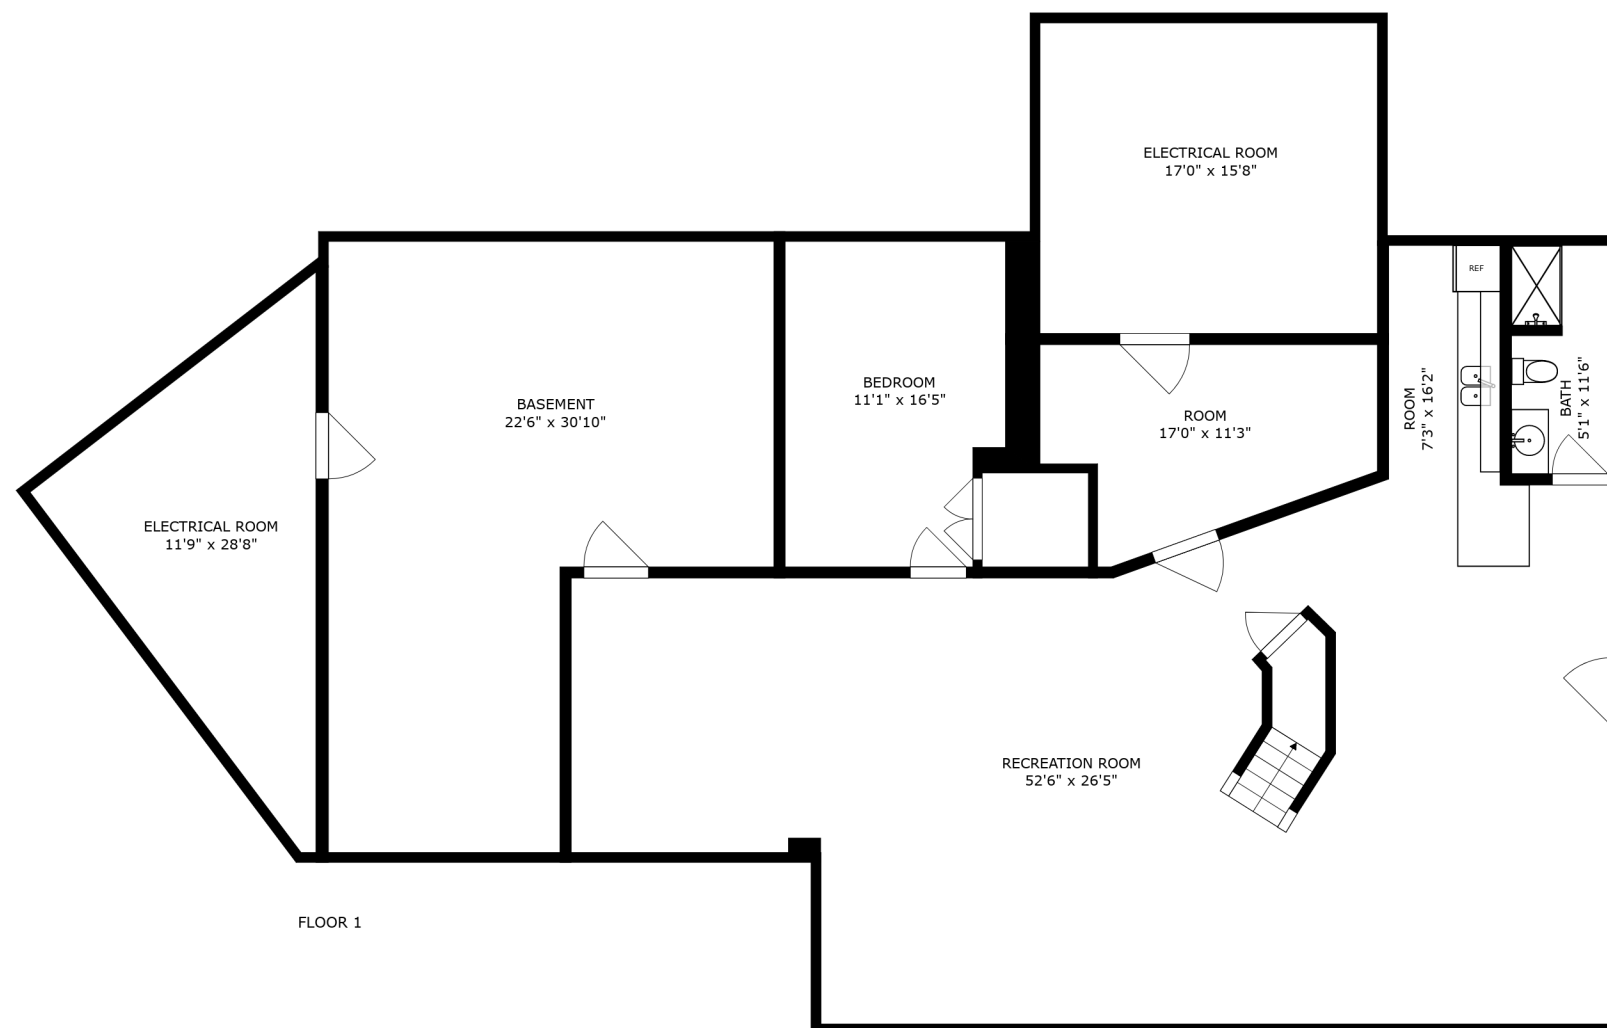 ELECTRICAL ROOM
17'0" x 15'8"
REF
BEDROOM
11'1" x 16'5"
BASEMENT
22'6" x 30'10"
ROOM
17'0" x 11'3"
ROOM
7'3" x 16'2"
BATH
5'1" x 11'6"
ELECTRICAL ROOM
11'9" x 28'8"
RECREATION ROOM
52'6" x 26'5"
FLOOR 1